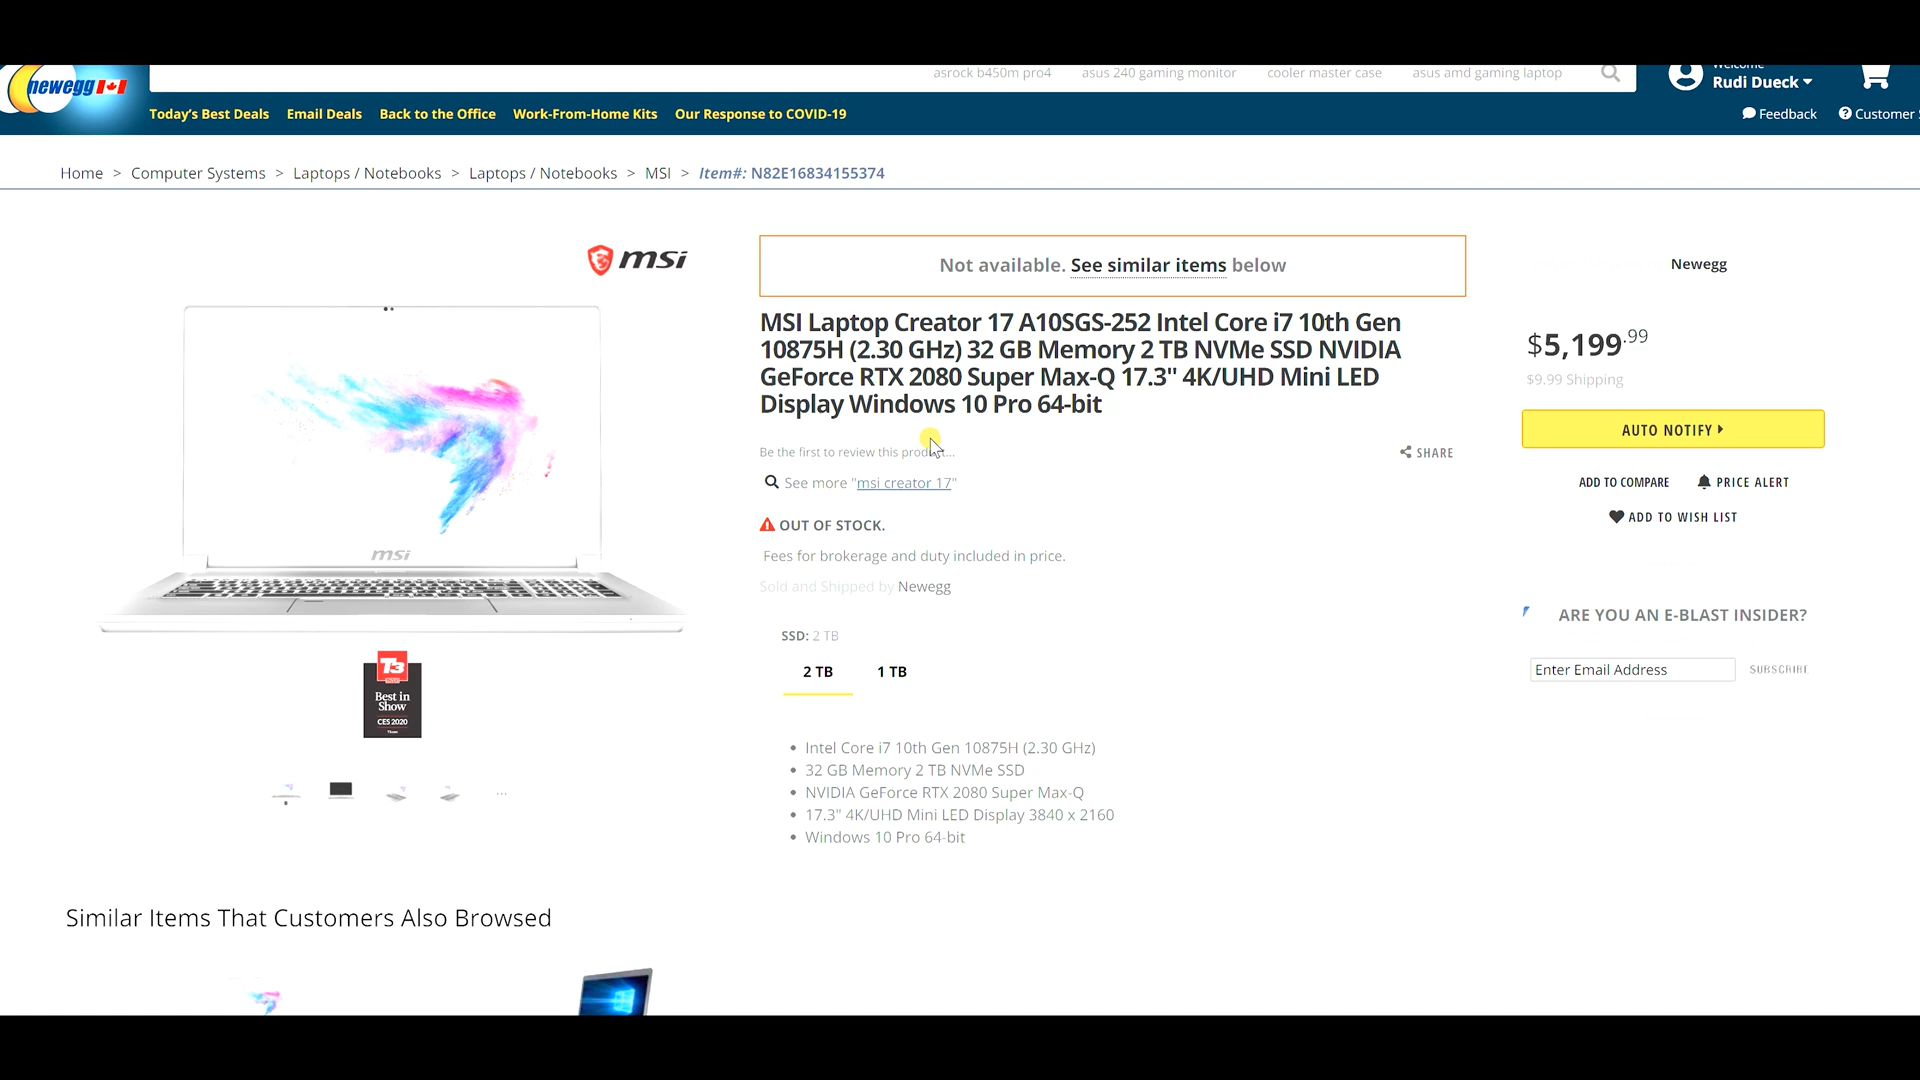 newegg
asrock b450m pro4 asus 240 gaming monitor cooler master case asus amd gaming laptop
Welcome
Rudi Dueck
Today's Best Deals Email Deals Back to the Office Work-From-Home Kits Our Response to COVID-19
Feedback Customer
Home > Computer Systems > Laptops / Notebooks > Laptops / Notebooks > MSI > Item#: N82E16834155374
msi
Not available. See similar items below
Newegg
MSI Laptop Creator 17 A10SGS-252 Intel Core i7 10th Gen
10875H (2.30 GHz) 32 GB Memory 2 TB NVMe SSD NVIDIA
GeForce RTX 2080 Super Max-Q 17.3" 4K/UHD Mini LED
Display Windows 10 Pro 64-bit
$5,199.99
$9.99 Shipping
AUTO NOTIFY
Be the first to review this product...
SHARE
See more "msi creator 17"
ADD TO COMPARE PRICE ALERT
ADD TO WISH LIST
OUT OF STOCK.
Fees for brokerage and duty included in price.
Sold and Shipped by Newegg
msi
ARE YOU AN E-BLAST INSIDER?
Enter Email Address SUBSCRIBE
SSD: 2 TB
2 TB 1 TB
T3
Best in
Show
CES 2020
Intel Core i7 10th Gen 10875H (2.30 GHz)
32 GB Memory 2 TB NVMe SSD
NVIDIA GeForce RTX 2080 Super Max-Q
17.3" 4K/UHD Mini LED Display 3840 x 2160
Windows 10 Pro 64-bit
...
Similar Items That Customers Also Browsed